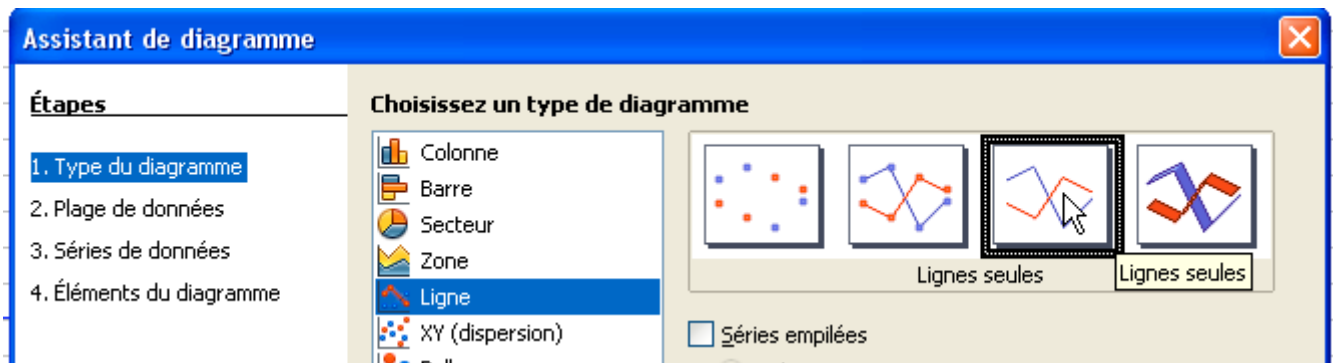 Assistant de diagramme
Étapes
1. Type du diagramme
2. Plage de données
3. Séries de données
4. Éléments du diagramme
Choisissez un type de diagramme
Colonne
Barre
Secteur
Zone
Ligne
XY (dispersion)
Lignes seules
Lignes seules
Séries empilées